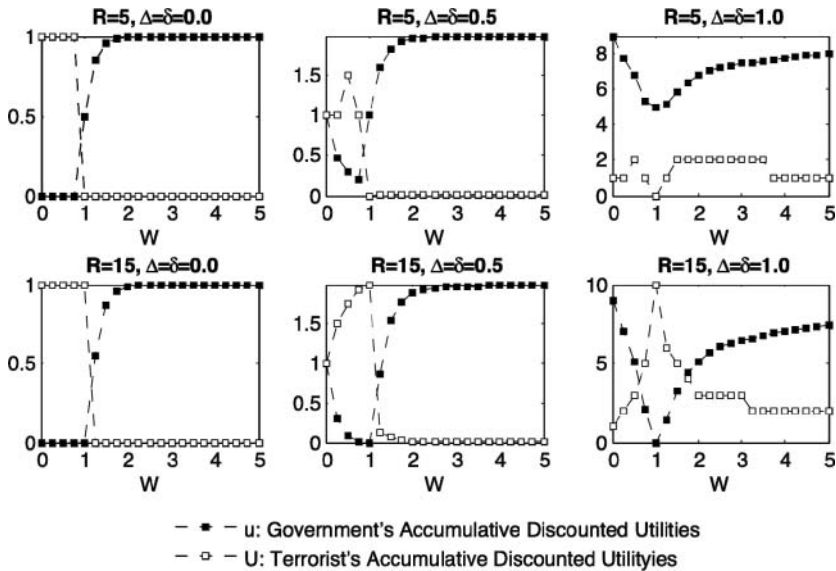 R=5, Δ=δ=0.0
R=5, Δ=δ=0.5
R=5, Δ=δ=1.0
1
0.5
0
0 1 2 3 4 5
W
1.5
1
0.5
0
0 1 2 3 4 5
W
8
6
4
2
0
0 1 2 3 4 5
W
R=15, Δ=δ=0.0
R=15, Δ=δ=0.5
R=15, Δ=δ=1.0
1
0.5
0
0 1 2 3 4 5
W
1.5
1
0.5
0
0 1 2 3 4 5
W
10
5
0
0 1 2 3 4 5
W
u: Government's Accumulative Discounted Utilities
U: Terrorist's Accumulative Discounted Utilityies